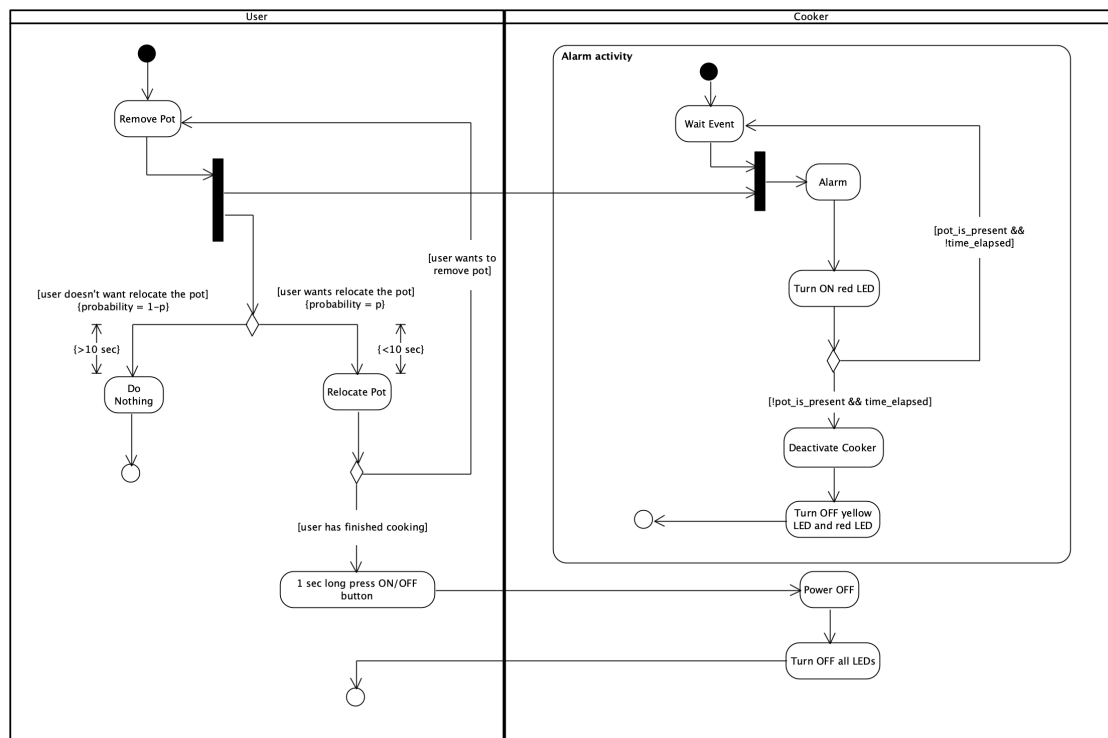 User
Cooker
Alarm activity
Remove Pot
Wait Event
Alarm
[pot_is_present &&
!time_elapsed]
[user wants to
remove pot]
[user doesn't want relocate the pot]
{probability = 1-p}
[user wants relocate the pot]
{probability = p}
Turn ON red LED
{>10 sec}
{<10 sec}
Do
Nothing
Relocate Pot
[!pot_is_present && time_elapsed]
Deactivate Cooker
Turn OFF yellow
LED and red LED
[user has finished cooking]
1 sec long press ON/OFF
button
Power OFF
Turn OFF all LEDs